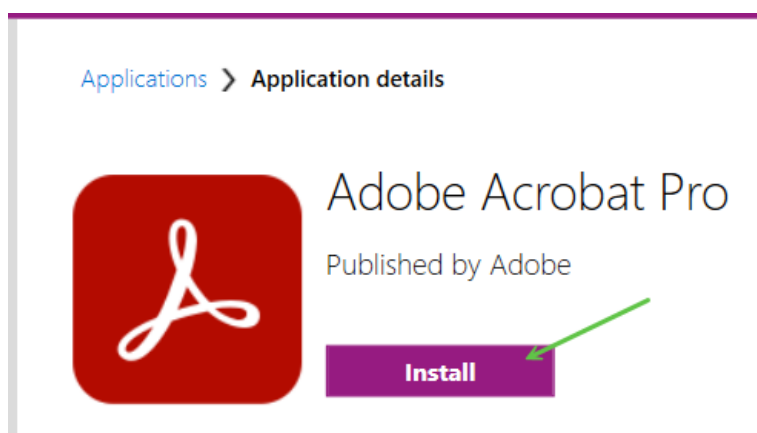 Applications ❯ Application details
Adobe Acrobat Pro
Published by Adobe
Install